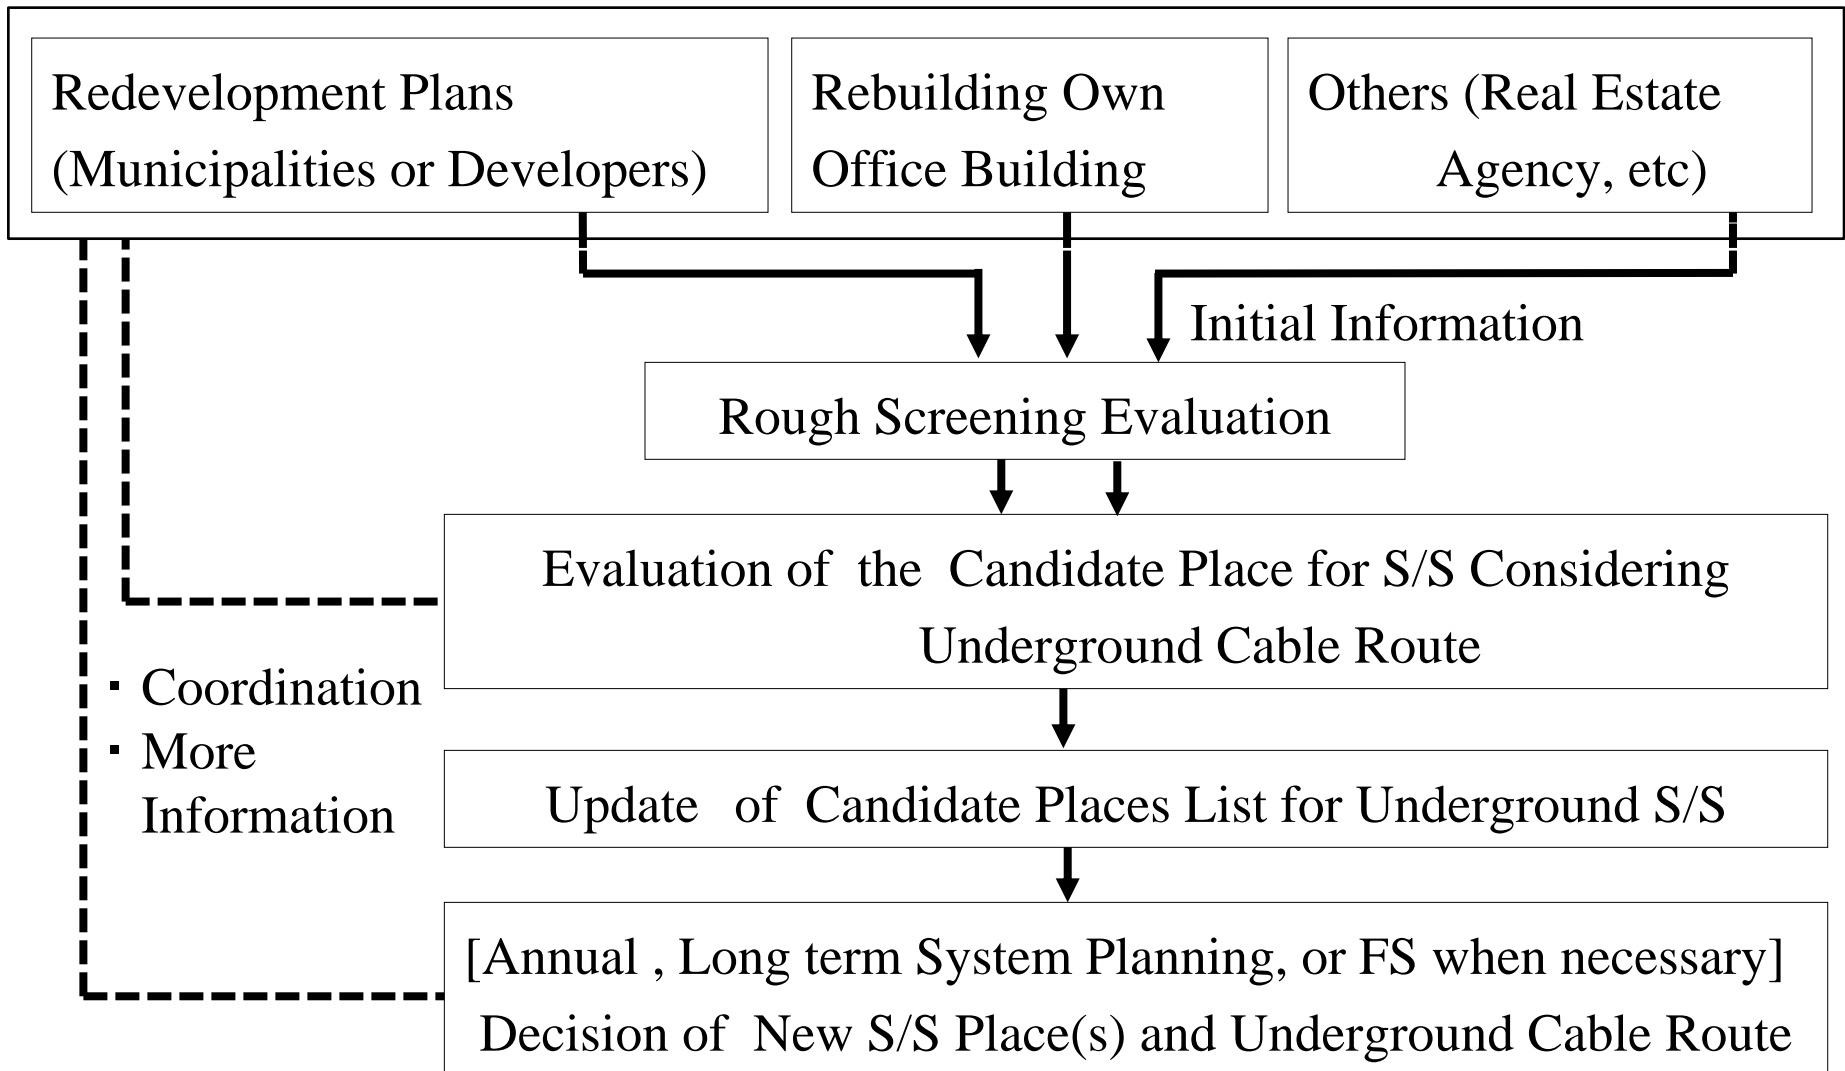 Redevelopment Plans
(Municipalities or Developers)
Rebuilding Own
Office Building
Others (Real Estate
Agency, etc)
Initial Information
Rough Screening Evaluation
Evaluation of the Candidate Place for S/S Considering
Underground Cable Route
▪ Coordination
▪ More
Information
Update of Candidate Places List for Underground S/S
[Annual , Long term System Planning, or FS when necessary]
Decision of New S/S Place(s) and Underground Cable Route